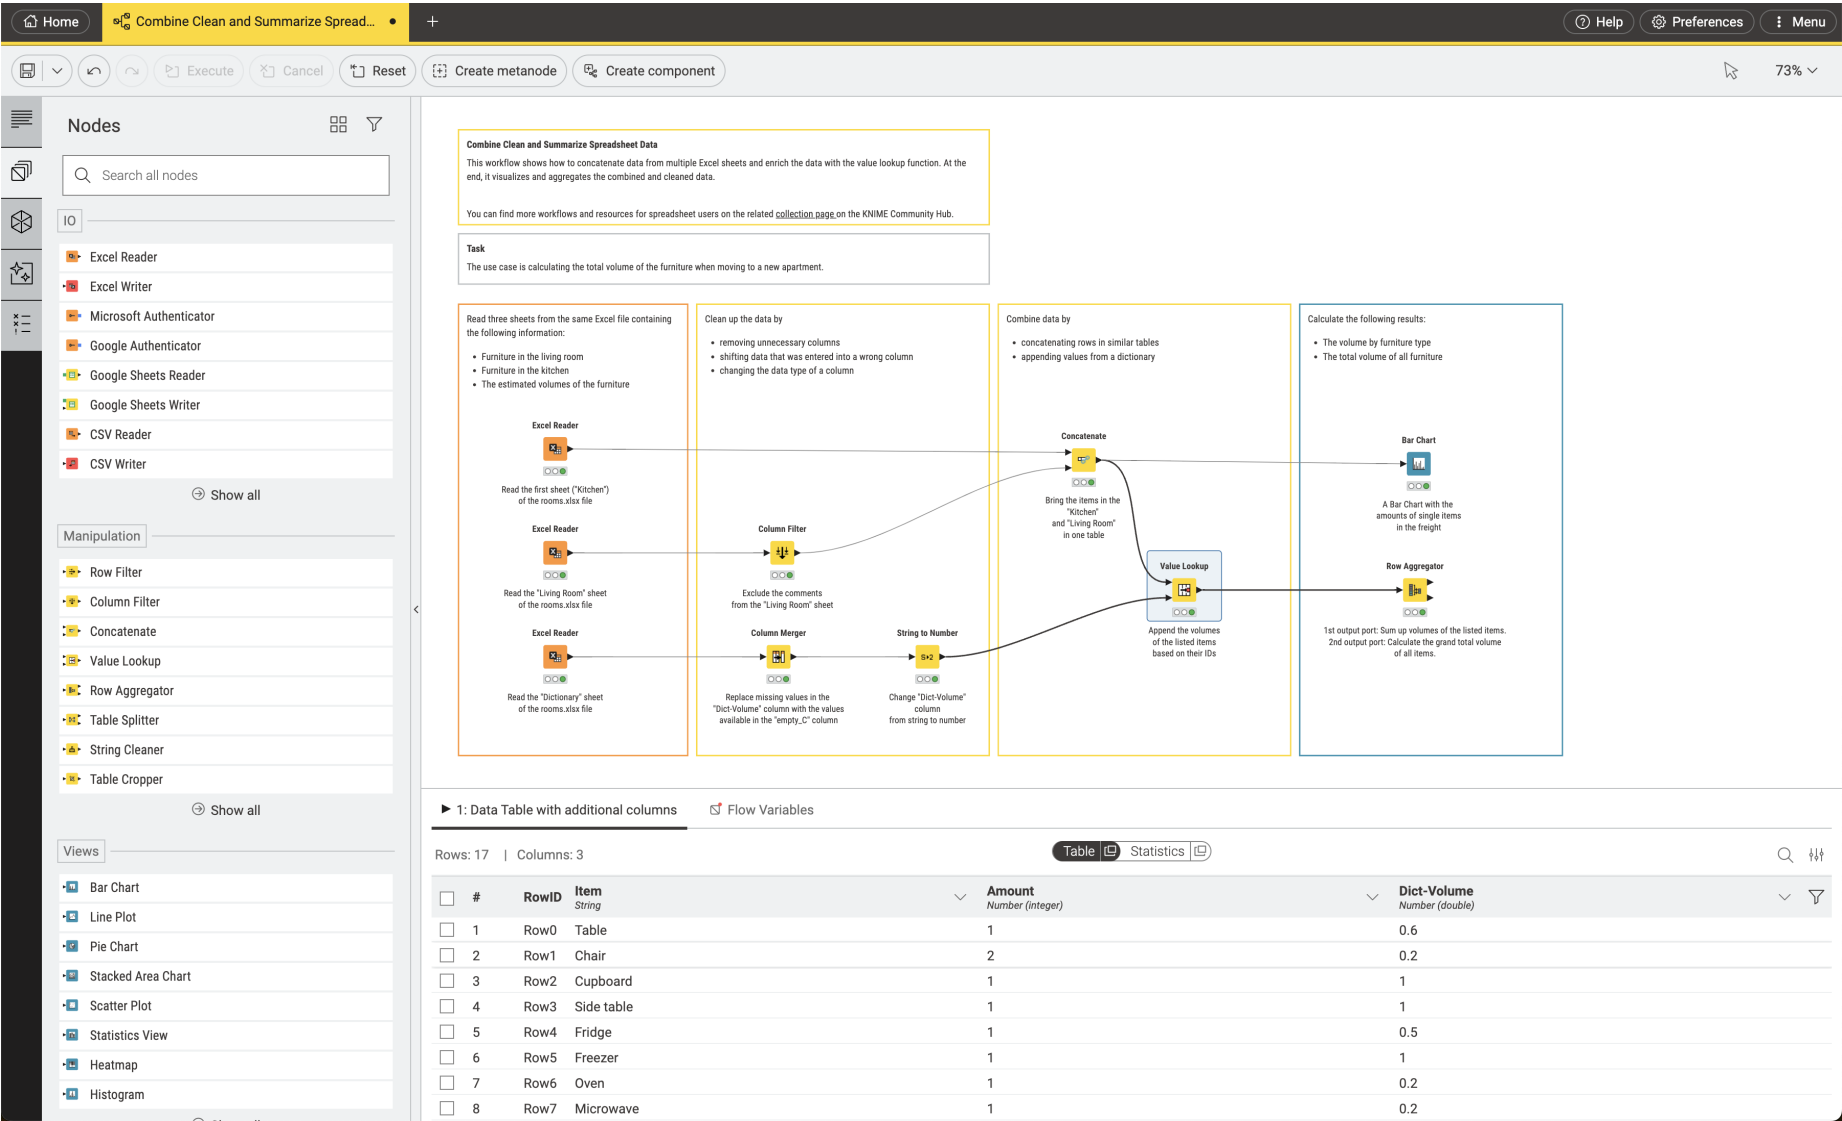 Home
Combine Clean and Summarize Spread...
Help
Preferences
Menu
Execute
Cancel
Reset
Create metanode
Create component
73%
Nodes
Search all nodes
IO
Excel Reader
Excel Writer
Microsoft Authenticator
Google Authenticator
Google Sheets Reader
Google Sheets Writer
CSV Reader
CSV Writer
Show all
Manipulation
Row Filter
Column Filter
Concatenate
Value Lookup
Row Aggregator
Table Splitter
String Cleaner
Table Cropper
Show all
Views
Bar Chart
Line Plot
Pie Chart
Stacked Area Chart
Scatter Plot
Statistics View
Heatmap
Histogram
Combine Clean and Summarize Spreadsheet Data
This workflow shows how to concatenate data from multiple Excel sheets and enrich the data with the value lookup function. At the
end, it visualizes and aggregates the combined and cleaned data.
You can find more workflows and resources for spreadsheet users on the related collection page on the KNIME Community Hub.
Task
The use case is calculating the total volume of the furniture when moving to a new apartment.
Read three sheets from the same Excel file containing
the following information:
• Furniture in the living room
• Furniture in the kitchen
• The estimated volumes of the furniture
Excel Reader
Read the first sheet ("Kitchen")
of the rooms.xlsx file
Excel Reader
Read the "Living Room" sheet
of the rooms.xlsx file
Excel Reader
Read the "Dictionary" sheet
of the rooms.xlsx file
Clean up the data by
• removing unnecessary columns
• shifting data that was entered into a wrong column
• changing the data type of a column
Column Filter
Exclude the comments
from the "Living Room" sheet
Column Merger
Replace missing values in the
"Dict-Volume" column with the values
available in the "empty_C" column
String to Number
Change "Dict-Volume"
column
from string to number
Combine data by
• concatenating rows in similar tables
• appending values from a dictionary
Concatenate
Bring the items in the
"Kitchen"
and "Living Room"
in one table
Value Lookup
Append the volumes
of the listed items
based on their IDs
Calculate the following results:
• The volume by furniture type
• The total volume of all furniture
Bar Chart
A Bar Chart with the
amounts of single items
in the freight
Row Aggregator
1st output port: Sum up volumes of the listed items.
2nd output port: Calculate the grand total volume
of all items.
1: Data Table with additional columns
Flow Variables
Rows: 17 | Columns: 3
Table
Statistics
# RowID Item Amount Dict-Volume
String Number (integer) Number (double)
1 Row0 Table 1 0.6
2 Row1 Chair 2 0.2
3 Row2 Cupboard 1 1
4 Row3 Side table 1 1
5 Row4 Fridge 1 0.5
6 Row5 Freezer 1 1
7 Row6 Oven 1 0.2
8 Row7 Microwave 1 0.2